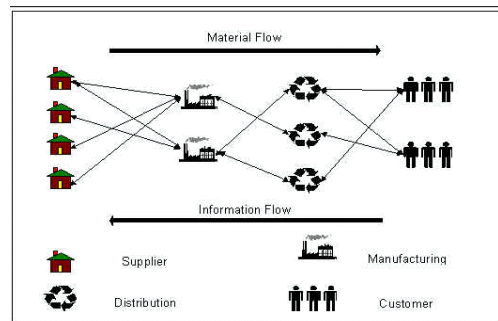 Material Flow
Information Flow
Supplier
Manufacturing
Distribution
Customer